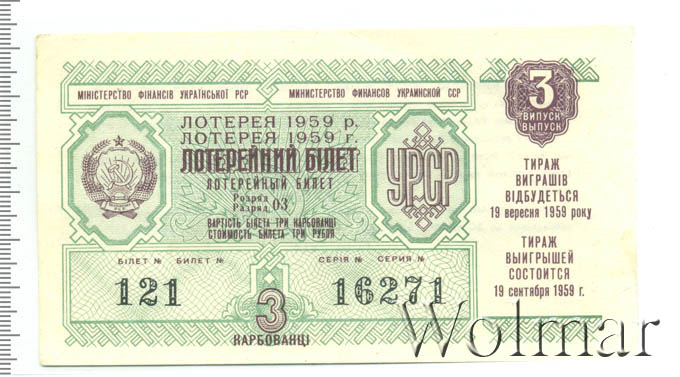 МІНІСТЕРСТВО ФІНАНСІВ УКРАЇНСЬКОЇ РСР
МИНИСТЕРСТВО ФИНАНСОВ УКРАИНСКОЙ ССР
ЛОТЕРЕЯ 1959 р.
ЛОТЕРЕЯ 1959 г.
ЛОТЕРЕЙНИЙ БІЛЕТ
ЛОТЕРЕЙНЫЙ БИЛЕТ
Розряд
Разряд 03
ВАРТІСТЬ БІЛЕТА ТРИ КАРБОВАНЦІ
СТОИМОСТЬ БИЛЕТА ТРИ РУБЛЯ
УРСР
БІЛЕТ № БИЛЕТ №
121
СЕРІЯ № СЕРИЯ №
16271
3
КАРБОВАНЦІ
3
ВИПУСК
ВЫПУСК
ТИРАЖ
ВИГРАШІВ
ВІДБУДЕТЬСЯ
19 вересня 1959 року
ТИРАЖ
ВЫИГРЫШЕЙ
СОСТОИТСЯ
19 сентября 1959 г.
Wolmar